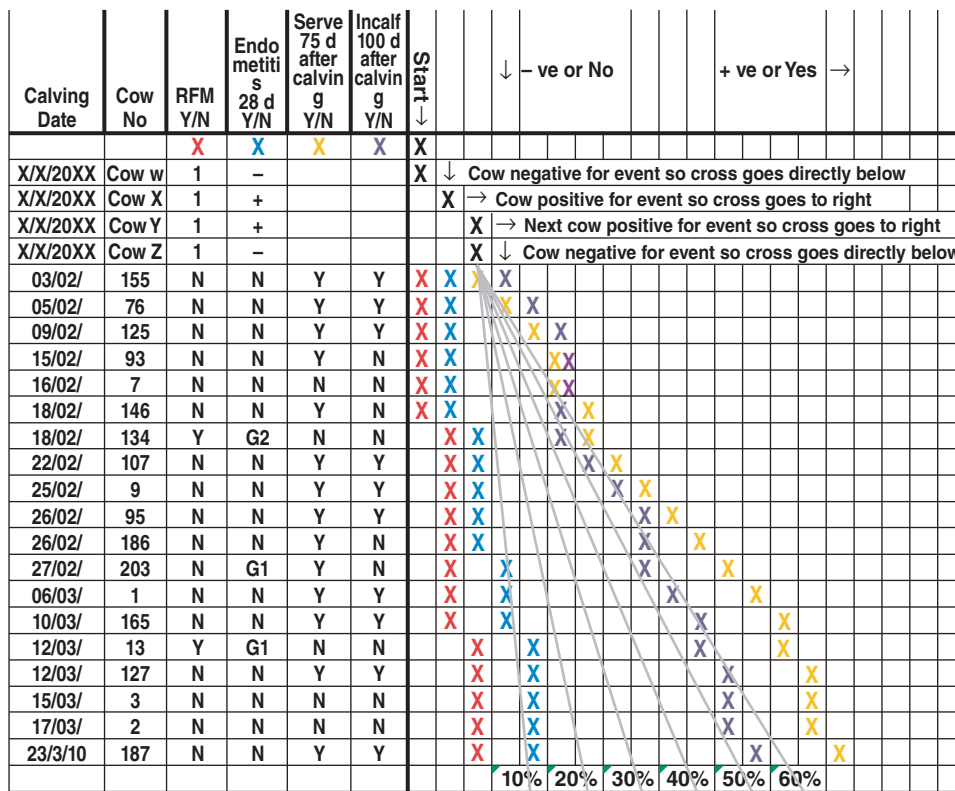 Calving Date Cow No RFM Y/N Endo metiti s 28 d Y/N Serve 75 d after calvin g Y/N Incalf 100 d after calvin g Y/N Start ↓ ↓ – ve or No + ve or Yes →
X X X X X
X/X/20XX Cow w 1 – X ↓ Cow negative for event so cross goes directly below
X/X/20XX Cow X 1 + X → Cow positive for event so cross goes to right
X/X/20XX Cow Y 1 + X → Next cow positive for event so cross goes to right
X/X/20XX Cow Z 1 – X ↓ Cow negative for event so cross goes directly below
03/02/ 155 N N Y Y X X X X
05/02/ 76 N N Y Y X X X X
09/02/ 125 N N Y Y X X X X
15/02/ 93 N N Y N X X X X
16/02/ 7 N N N N X X X X
18/02/ 146 N N Y N X X X X
18/02/ 134 Y G2 N N X X X X
22/02/ 107 N N Y Y X X X X
25/02/ 9 N N Y Y X X X X
26/02/ 95 N N Y Y X X X X
26/02/ 186 N N Y N X X X X
27/02/ 203 N G1 Y N X X X X
06/03/ 1 N N Y Y X X X X
10/03/ 165 N N Y Y X X X X
12/03/ 13 Y G1 N N X X X X
12/03/ 127 N N Y Y X X X X
15/03/ 3 N N N N X X X X
17/03/ 2 N N N N X X X X
23/3/10 187 N N Y Y X X X X
10% 20% 30% 40% 50% 60%